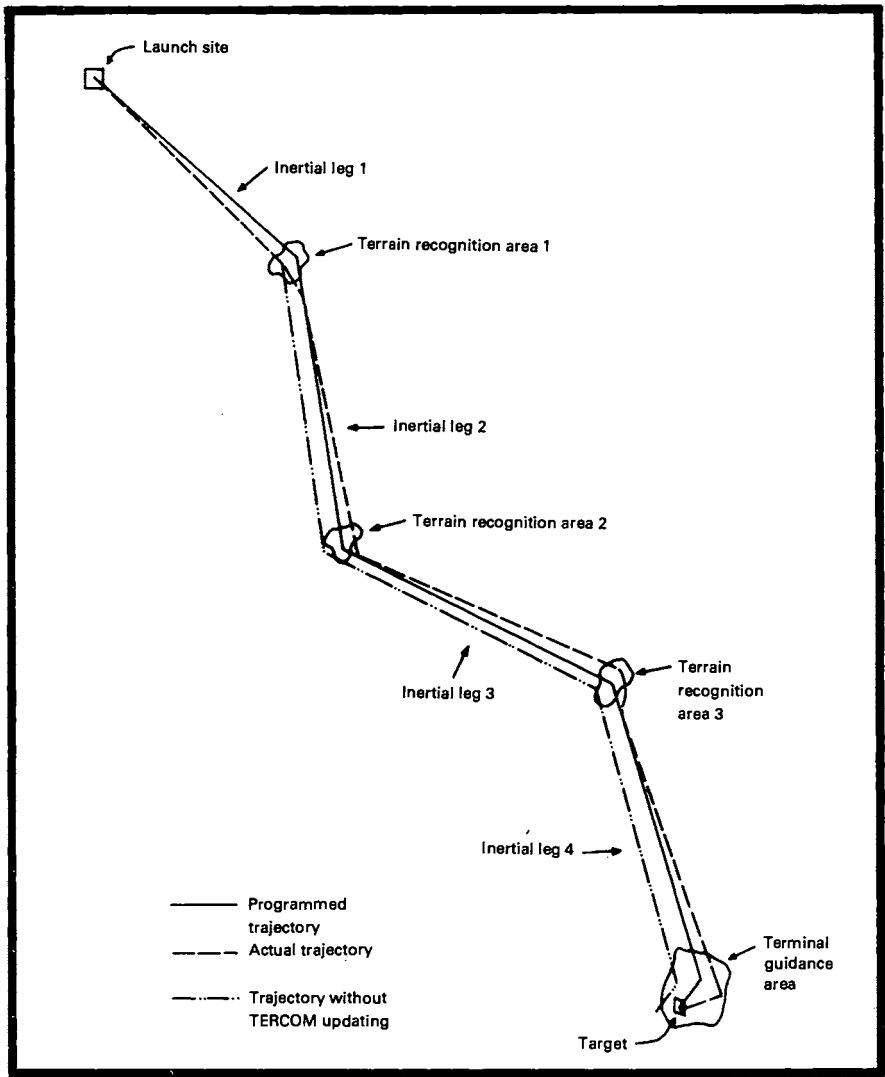 Launch site
Inertial leg 1
Terrain recognition area 1
Inertial leg 2
Terrain recognition area 2
Inertial leg 3
Terrain
recognition
area 3
Inertial leg 4
Programmed
trajectory
Actual trajectory
Trajectory without
TERCOM updating
Terminal
guidance
area
Target